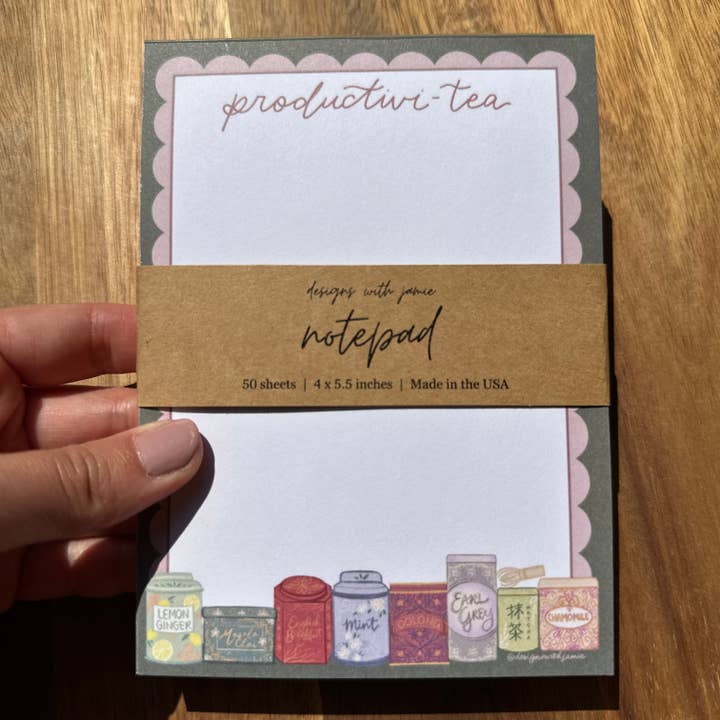 productivi-tea
designs with jamie
notepad
50 sheets | 4 x 5.5 inches | Made in the USA
LEMON
GINGER
English
Breakfast
Mint
OOLONG
EARL
GREY
抹
茶
CHAMOMILE
@designswithjamie